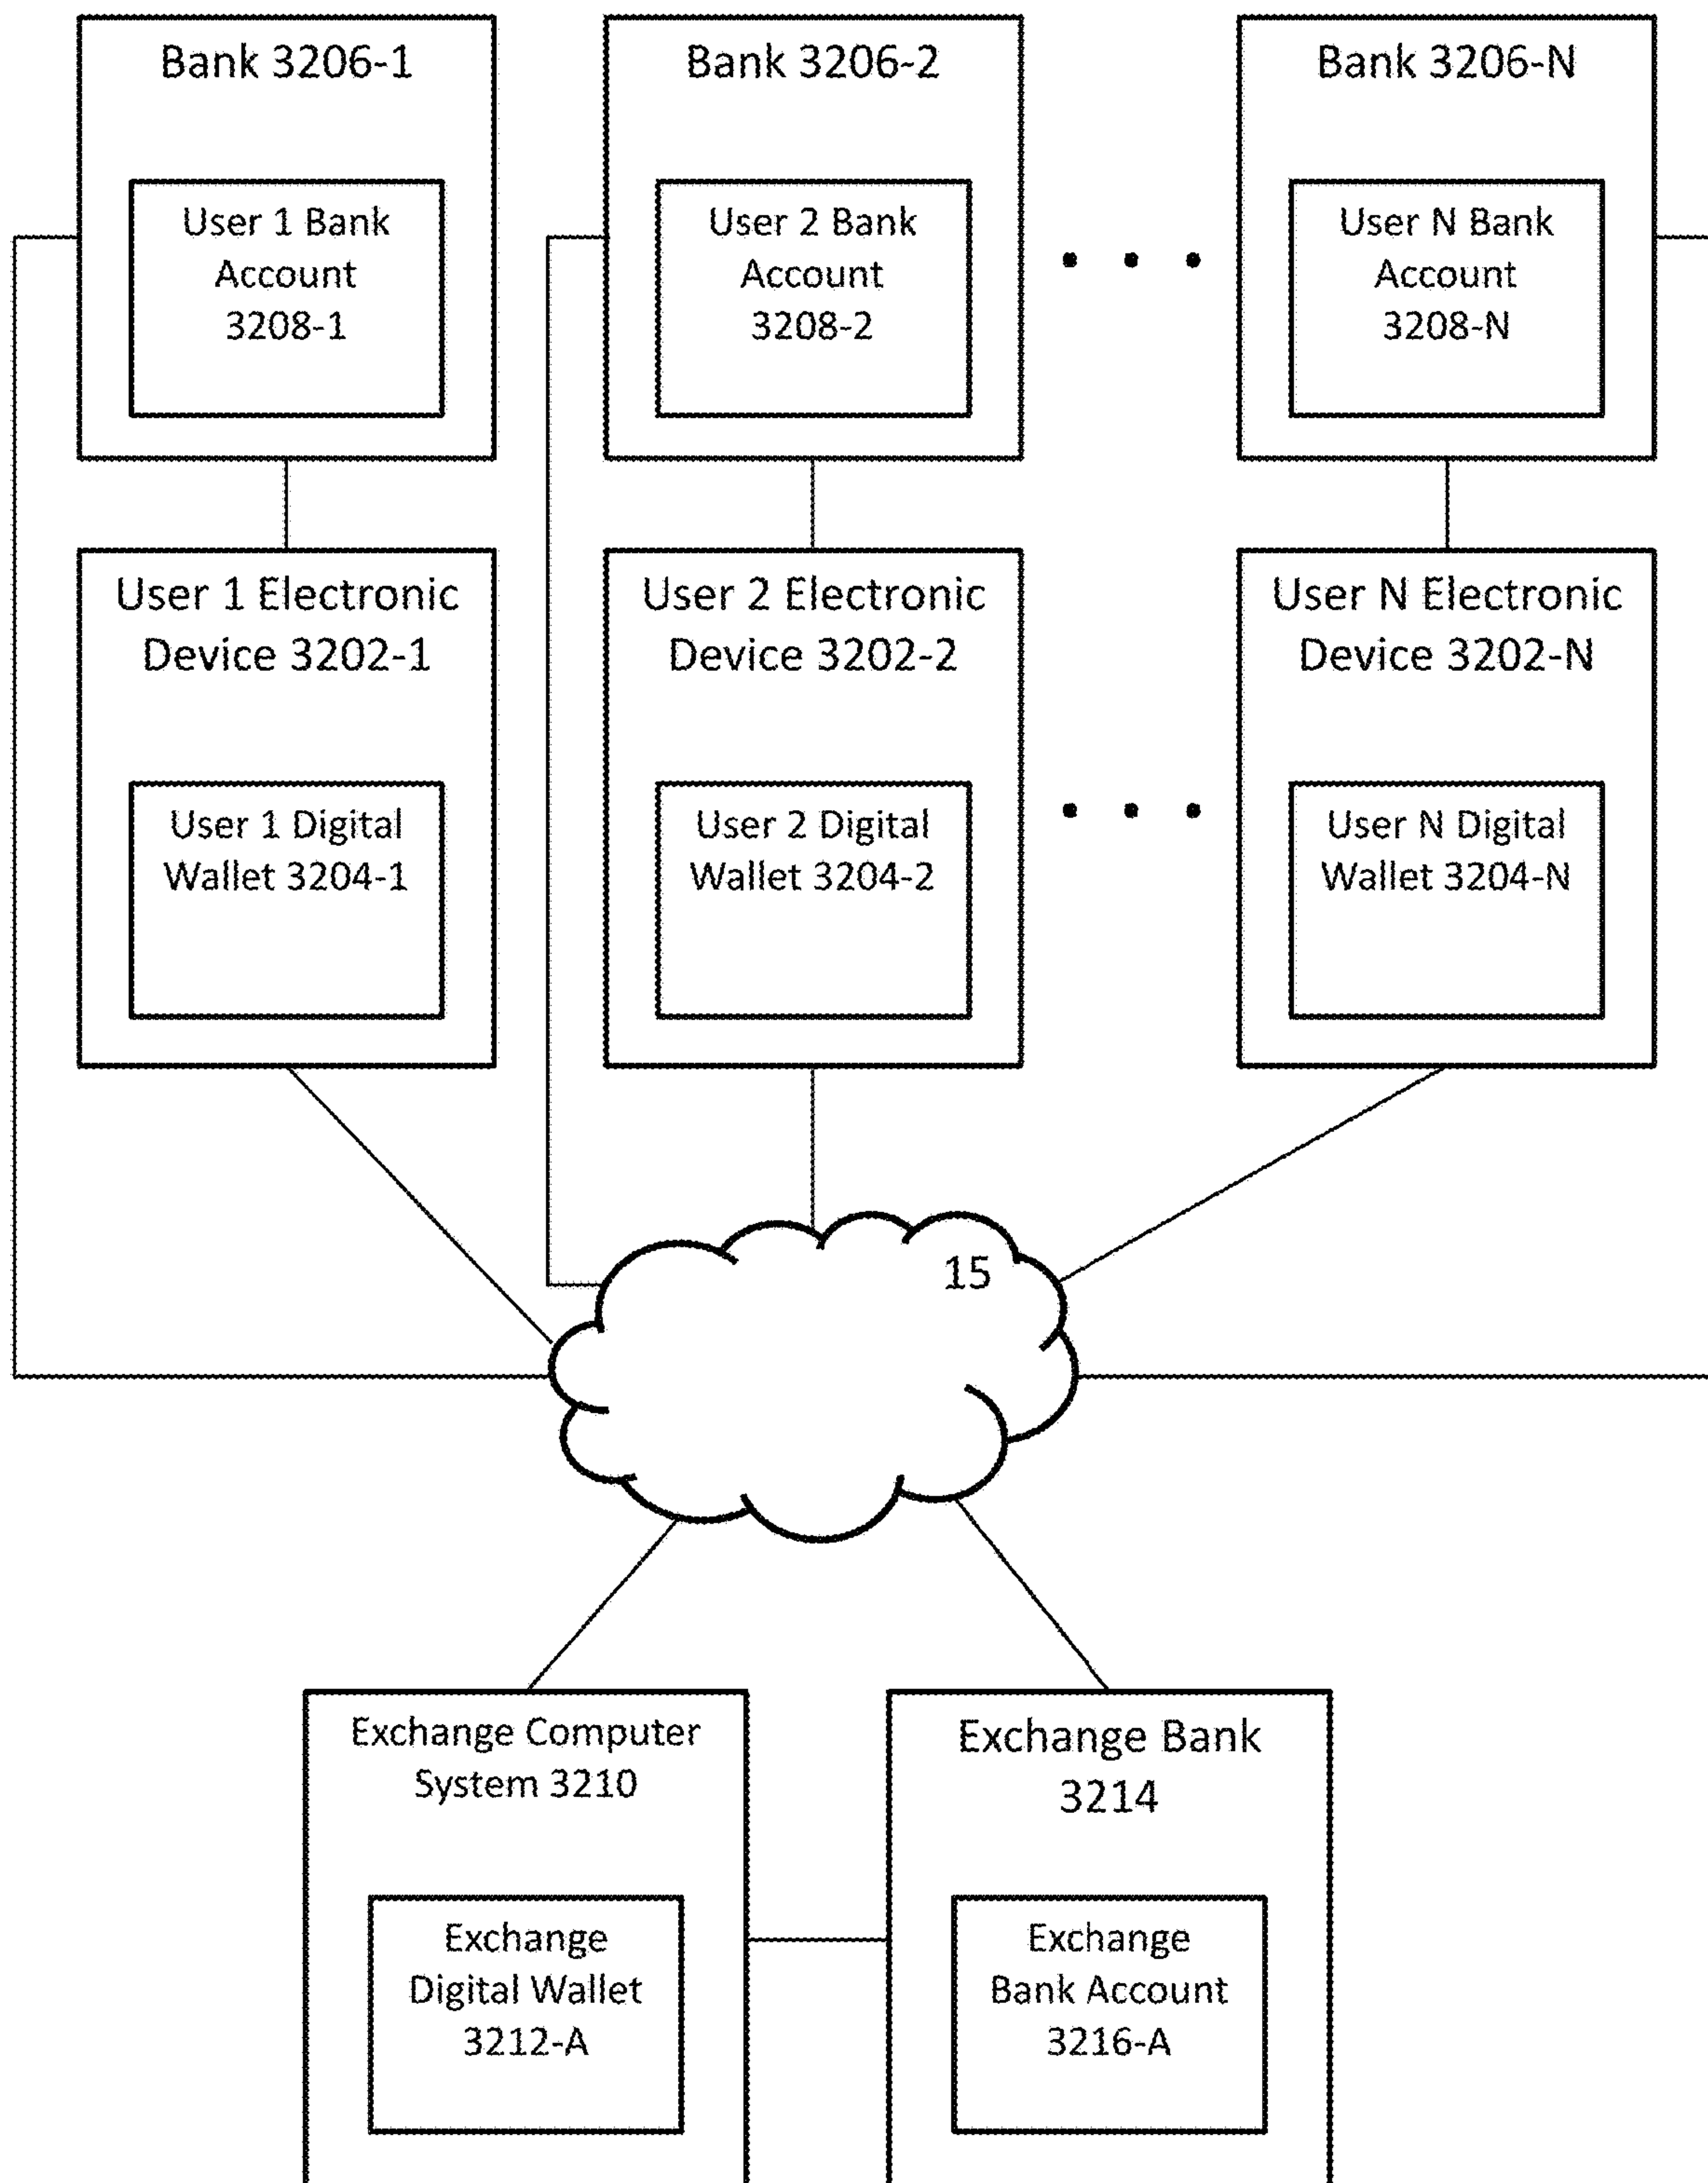 Bank 3206-1
User 1 Bank
Account
3208-1
Bank 3206-2
User 2 Bank
Account
3208-2
Bank 3206-N
User N Bank
Account
3208-N
User 1 Electronic
Device 3202-1
User 1 Digital
Wallet 3204-1
User 2 Electronic
Device 3202-2
User 2 Digital
Wallet 3204-2
User N Electronic
Device 3202-N
User N Digital
Wallet 3204-N
15
Exchange Computer
System 3210
Exchange
Digital Wallet
3212-A
Exchange Bank
3214
Exchange
Bank Account
3216-A